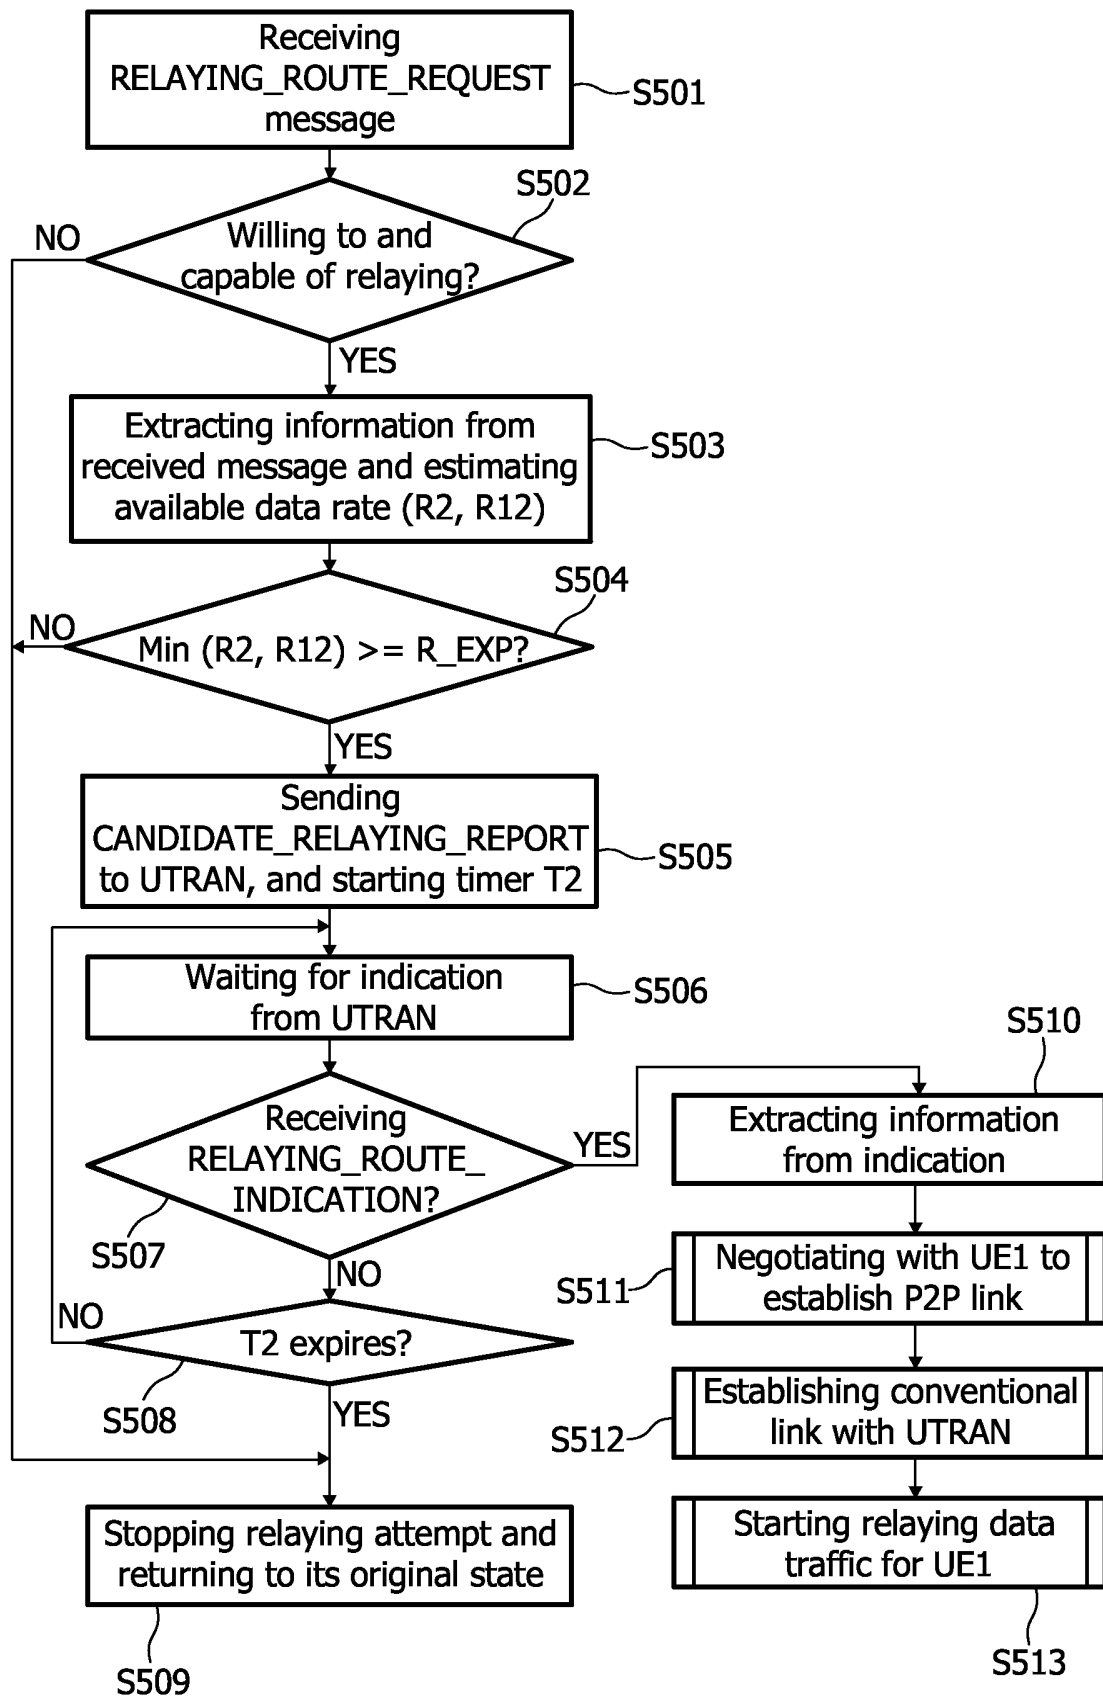 Receiving
RELAYING_ROUTE_REQUEST
message
S501
S502
NO
Willing to and
capable of relaying?
YES
Extracting information from
received message and estimating
available data rate (R2, R12)
S503
S504
NO
Min (R2, R12) >= R_EXP?
YES
Sending
CANDIDATE_RELAYING_REPORT
to UTRAN, and starting timer T2
S505
Waiting for indication
from UTRAN
S506
Receiving
RELAYING_ROUTE_
INDICATION?
YES
S507
NO
NO
T2 expires?
S508
YES
Stopping relaying attempt and
returning to its original state
S509
S510
Extracting information
from indication
Negotiating with UE1 to
establish P2P link
S511
Establishing conventional
link with UTRAN
S512
Starting relaying data
traffic for UE1
S513